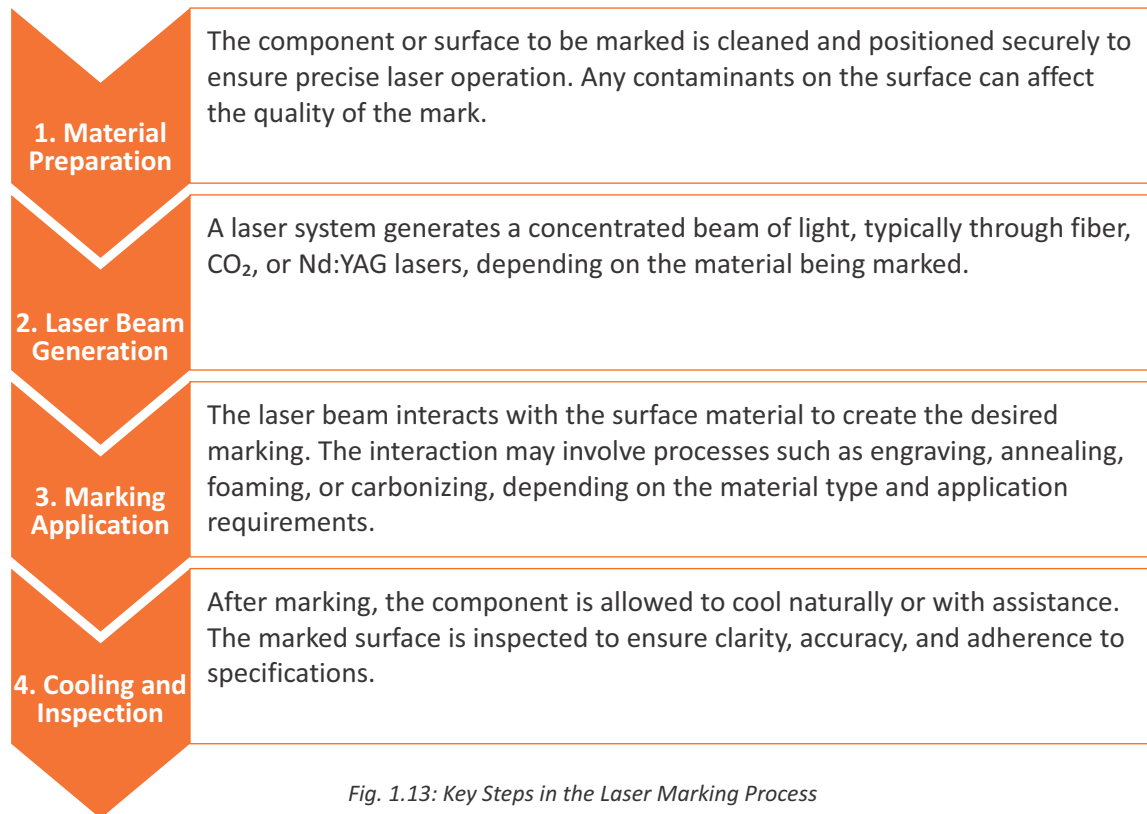 1. Material
Preparation
The component or surface to be marked is cleaned and positioned securely to
ensure precise laser operation. Any contaminants on the surface can affect
the quality of the mark.
2. Laser Beam
Generation
A laser system generates a concentrated beam of light, typically through fiber,
CO₂, or Nd:YAG lasers, depending on the material being marked.
3. Marking
Application
The laser beam interacts with the surface material to create the desired
marking. The interaction may involve processes such as engraving, annealing,
foaming, or carbonizing, depending on the material type and application
requirements.
4. Cooling and
Inspection
After marking, the component is allowed to cool naturally or with assistance.
The marked surface is inspected to ensure clarity, accuracy, and adherence to
specifications.
Fig. 1.13: Key Steps in the Laser Marking Process